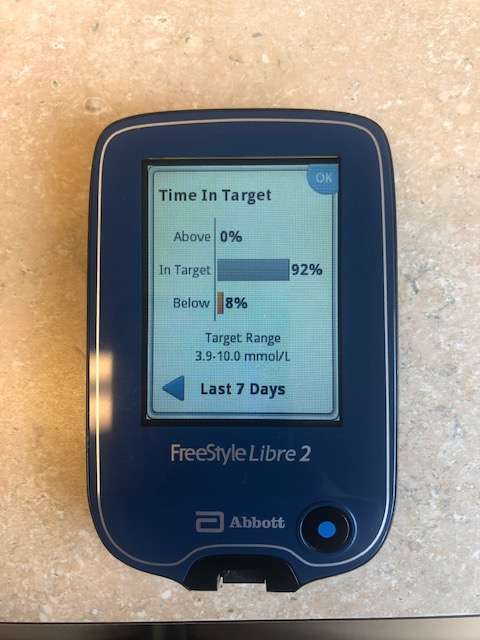 OK
Time In Target
Above 0%
In Target 92%
Below 8%
Target Range
3.9-10.0 mmol/L
Last 7 Days
FreeStyle Libre 2
Abbott